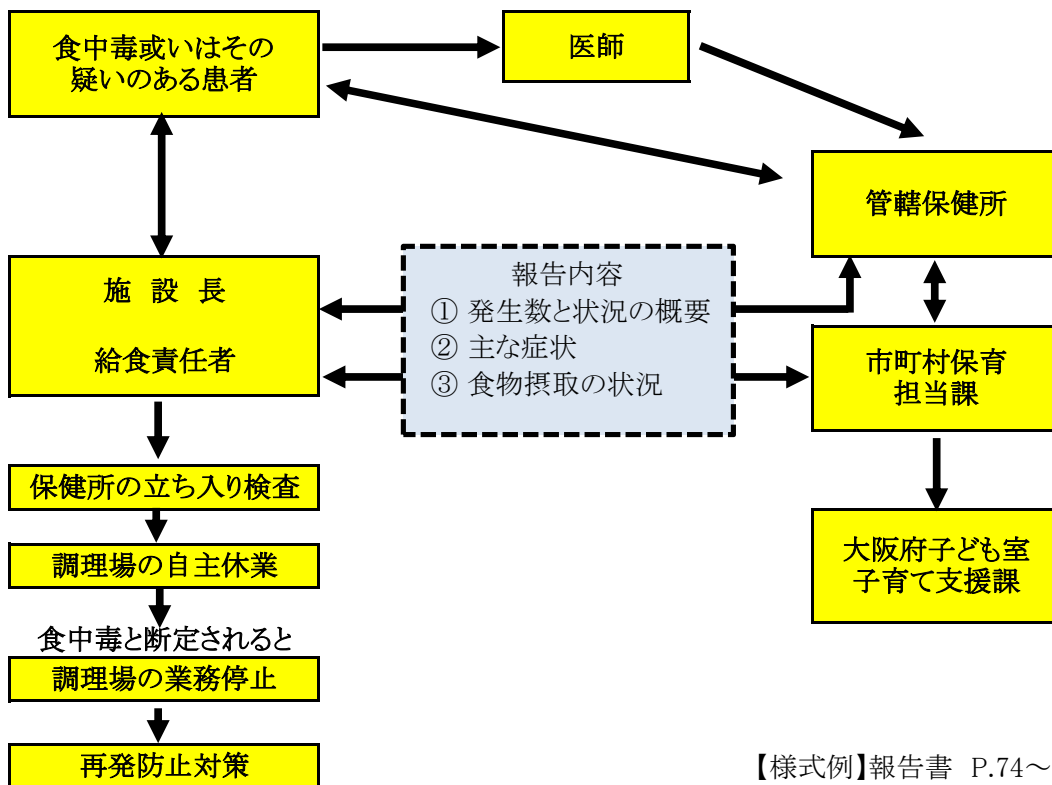 食中毒或いはその
疑いのある患者
医師
管轄保健所
施 設 長
給食責任者
報告内容
① 発生数と状況の概要
② 主な症状
③ 食物摂取の状況
市町村保育
担当課
保健所の立ち入り検査
調理場の自主休業
大阪府子ども室
子育て支援課
食中毒と断定されると
調理場の業務停止
再発防止対策
【様式例】報告書 P.74～